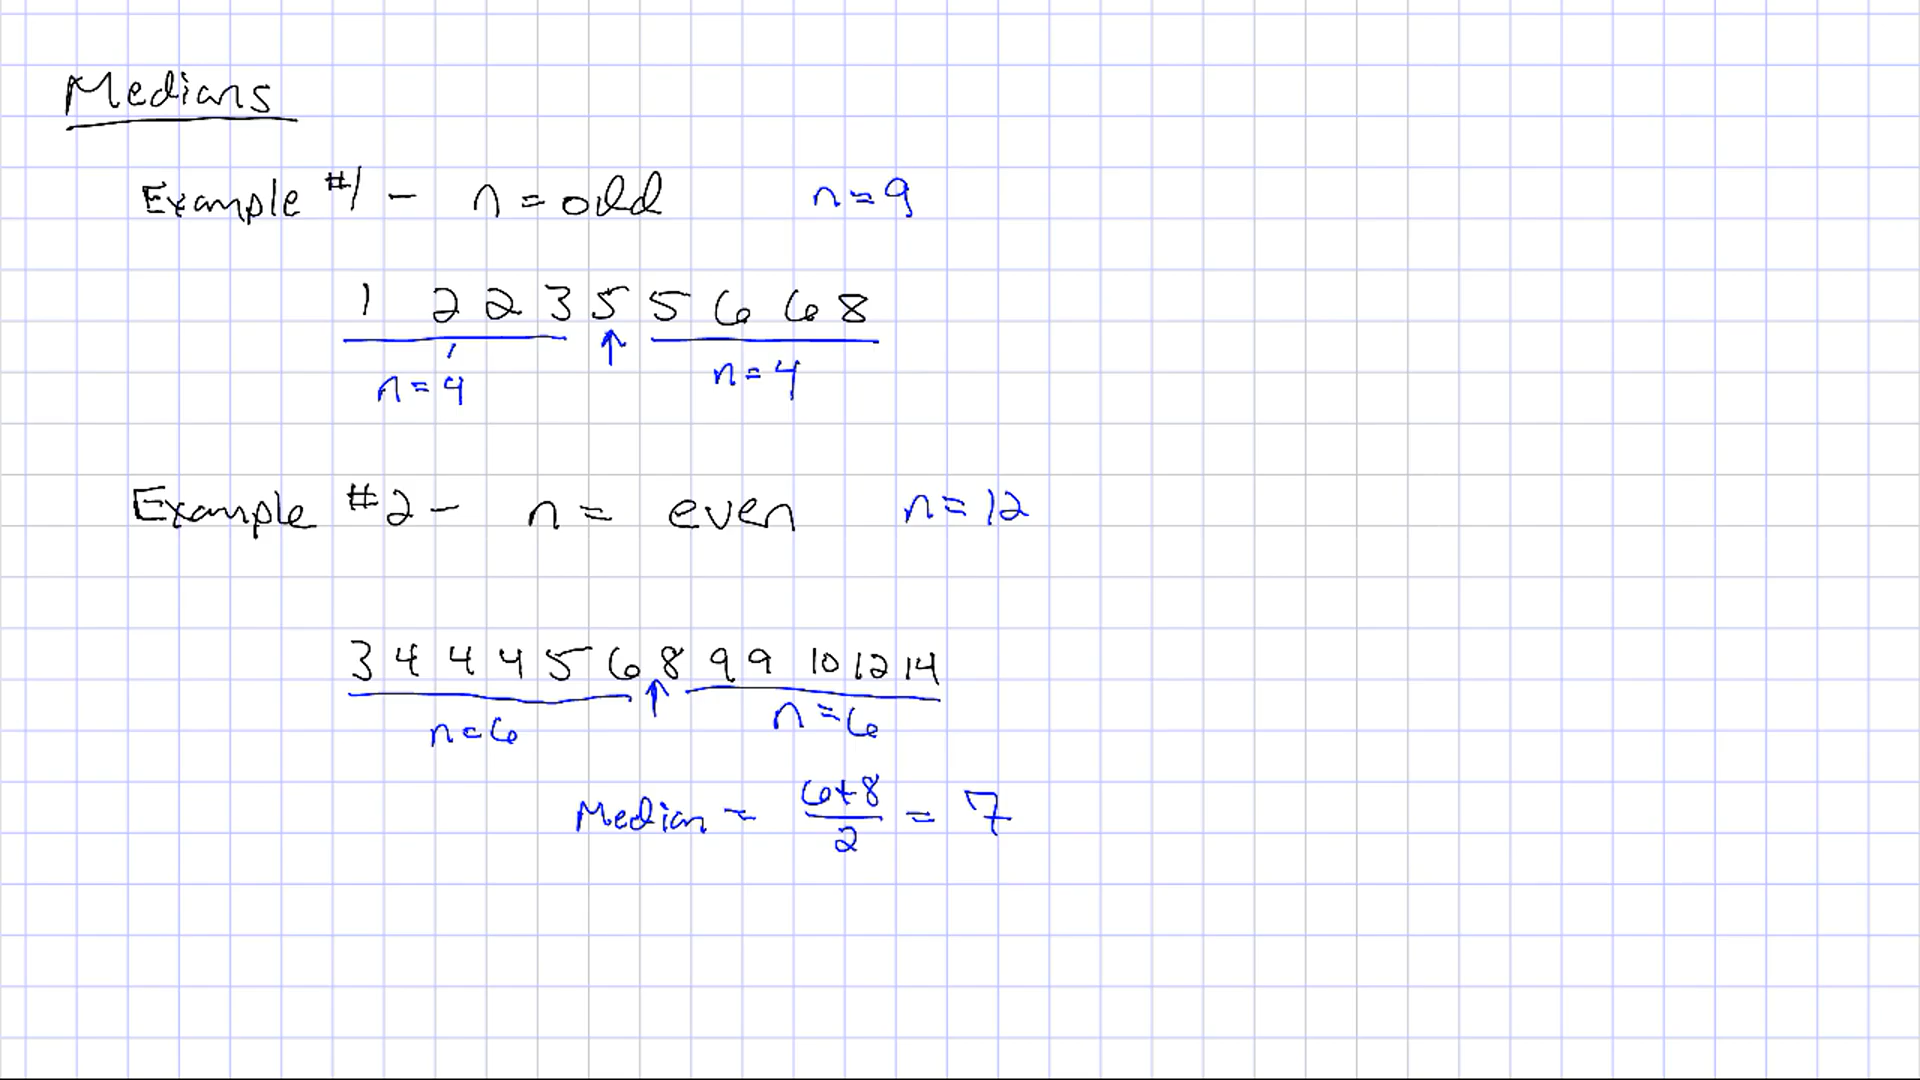 Medians
Example #1 - n = odd n = 9
1 2 2 3 5 5 6 6 8
↑
n = 4 n = 4
Example #2 - n = even n = 12
3 4 4 4 5 6 8 9 9 10 12 14
↑
n = 6 n = 6
Median = (6+8)/2 = 7